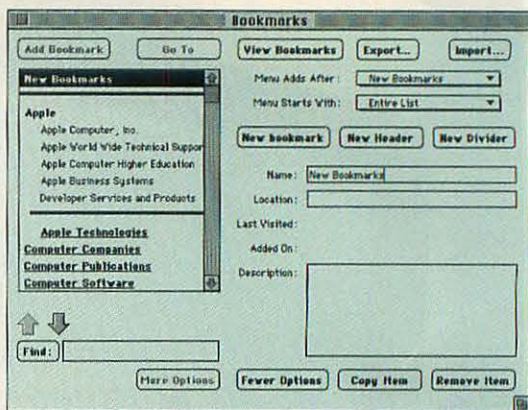 Bookmarks
Add Bookmark Go To View Bookmarks Export... Import...
New Bookmarks
Menu Adds After: New Bookmarks
Menu Starts With: Entire List
Apple
Apple Computer, Inc.
Apple World Wide Technical Suppor
Apple Computer Higher Education
Apple Business Systems
Developer Services and Products
Apple Technologies
Computer Companies
Computer Publications
Computer Software
New bookmark New Header New Divider
Name: New Bookmarks
Location:
Last Visited:
Added On:
Description:
Find:
More Options Fewer Options Copy Item Remove Item